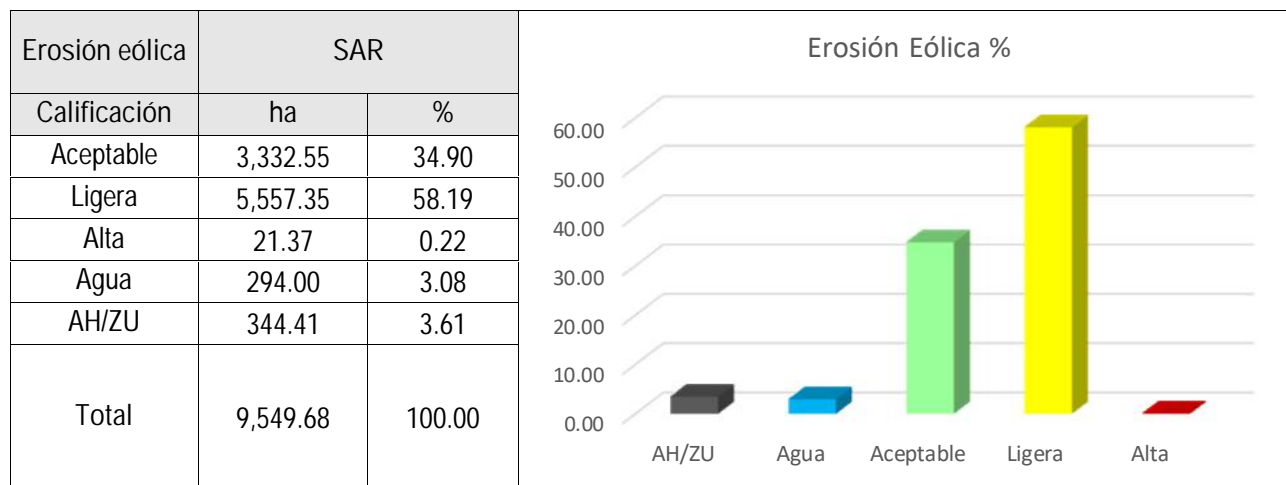 Erosión eólica SAR
Calificación ha %
Aceptable 3,332.55 34.90
Ligera 5,557.35 58.19
Alta 21.37 0.22
Agua 294.00 3.08
AH/ZU 344.41 3.61
Total 9,549.68 100.00
Erosión Eólica %
60.00
50.00
40.00
30.00
20.00
10.00
0.00
AH/ZU Agua Aceptable Ligera Alta